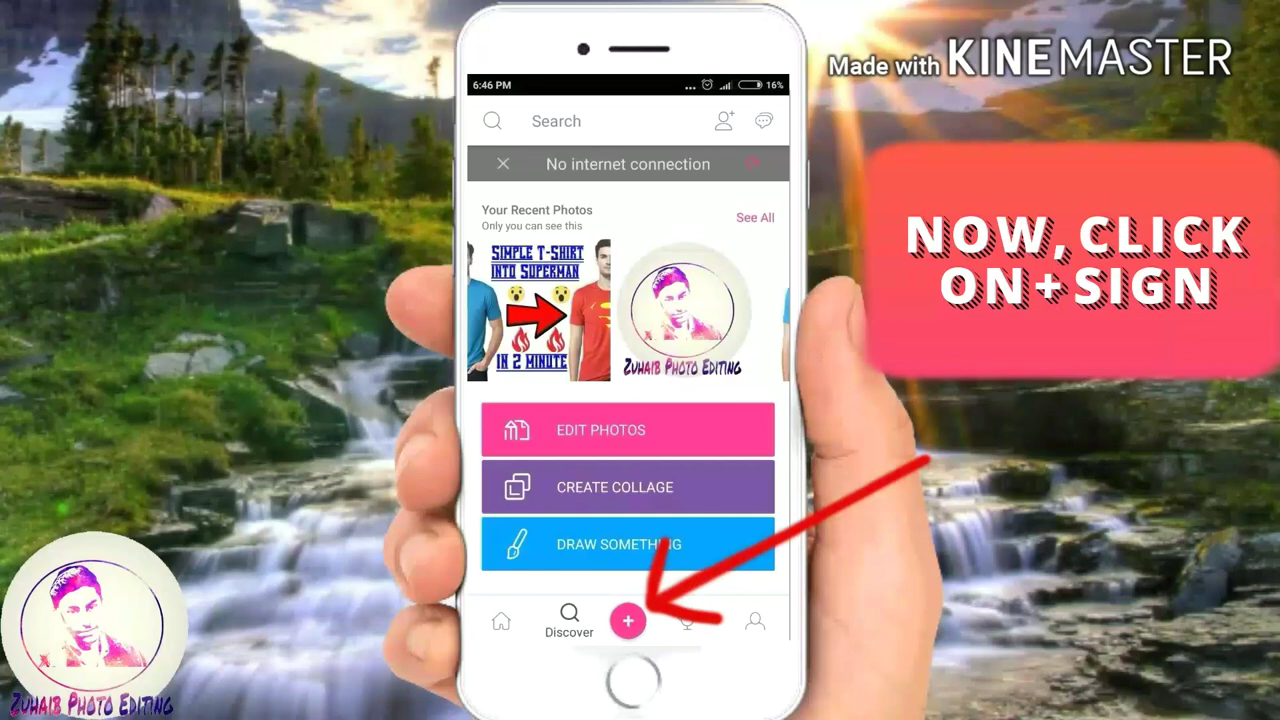 Made with KINEMASTER
6:46 PM
16%
Search
No internet connection
Your Recent Photos
See All
Only you can see this
SIMPLE T-SHIRT
INTO SUPERMAN
IN 2 MINUTE
ZUHAIB PHOTO EDITING
EDIT PHOTOS
CREATE COLLAGE
DRAW SOMETHING
Discover
NOW, CLICK
ON + SIGN
ZUHAIB PHOTO EDITING